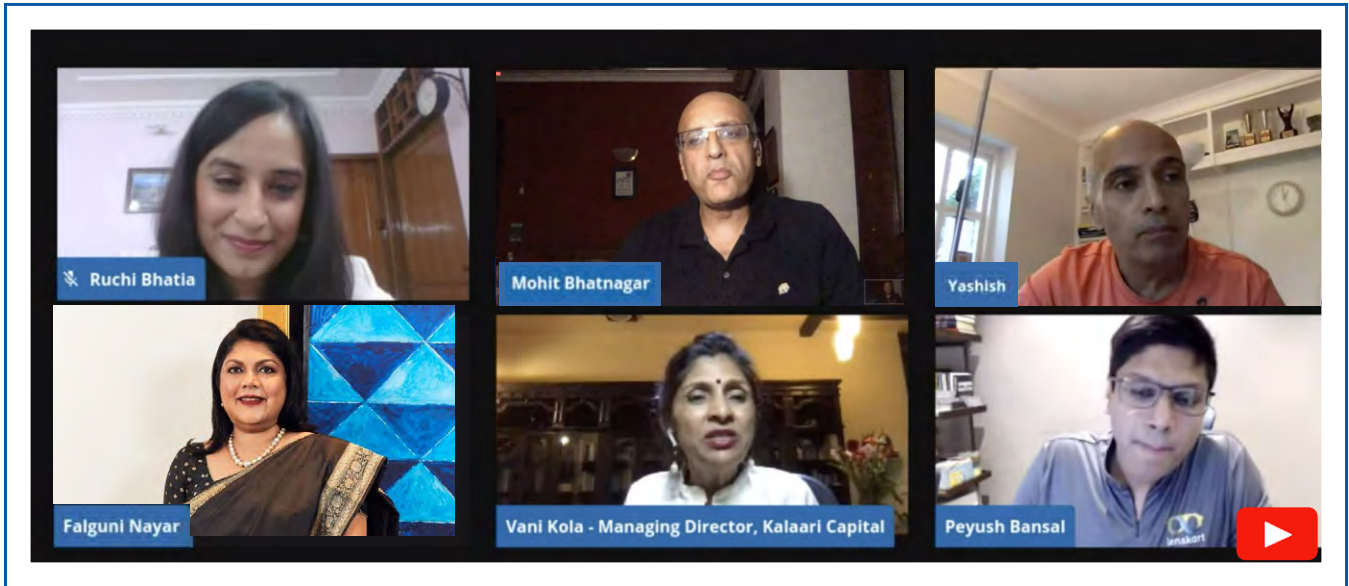 Ruchi Bhatia
Mohit Bhatnagar
Yashish
Falguni Nayar
Vani Kola - Managing Director, Kalaari Capital
Peyush Bansal
lenskart